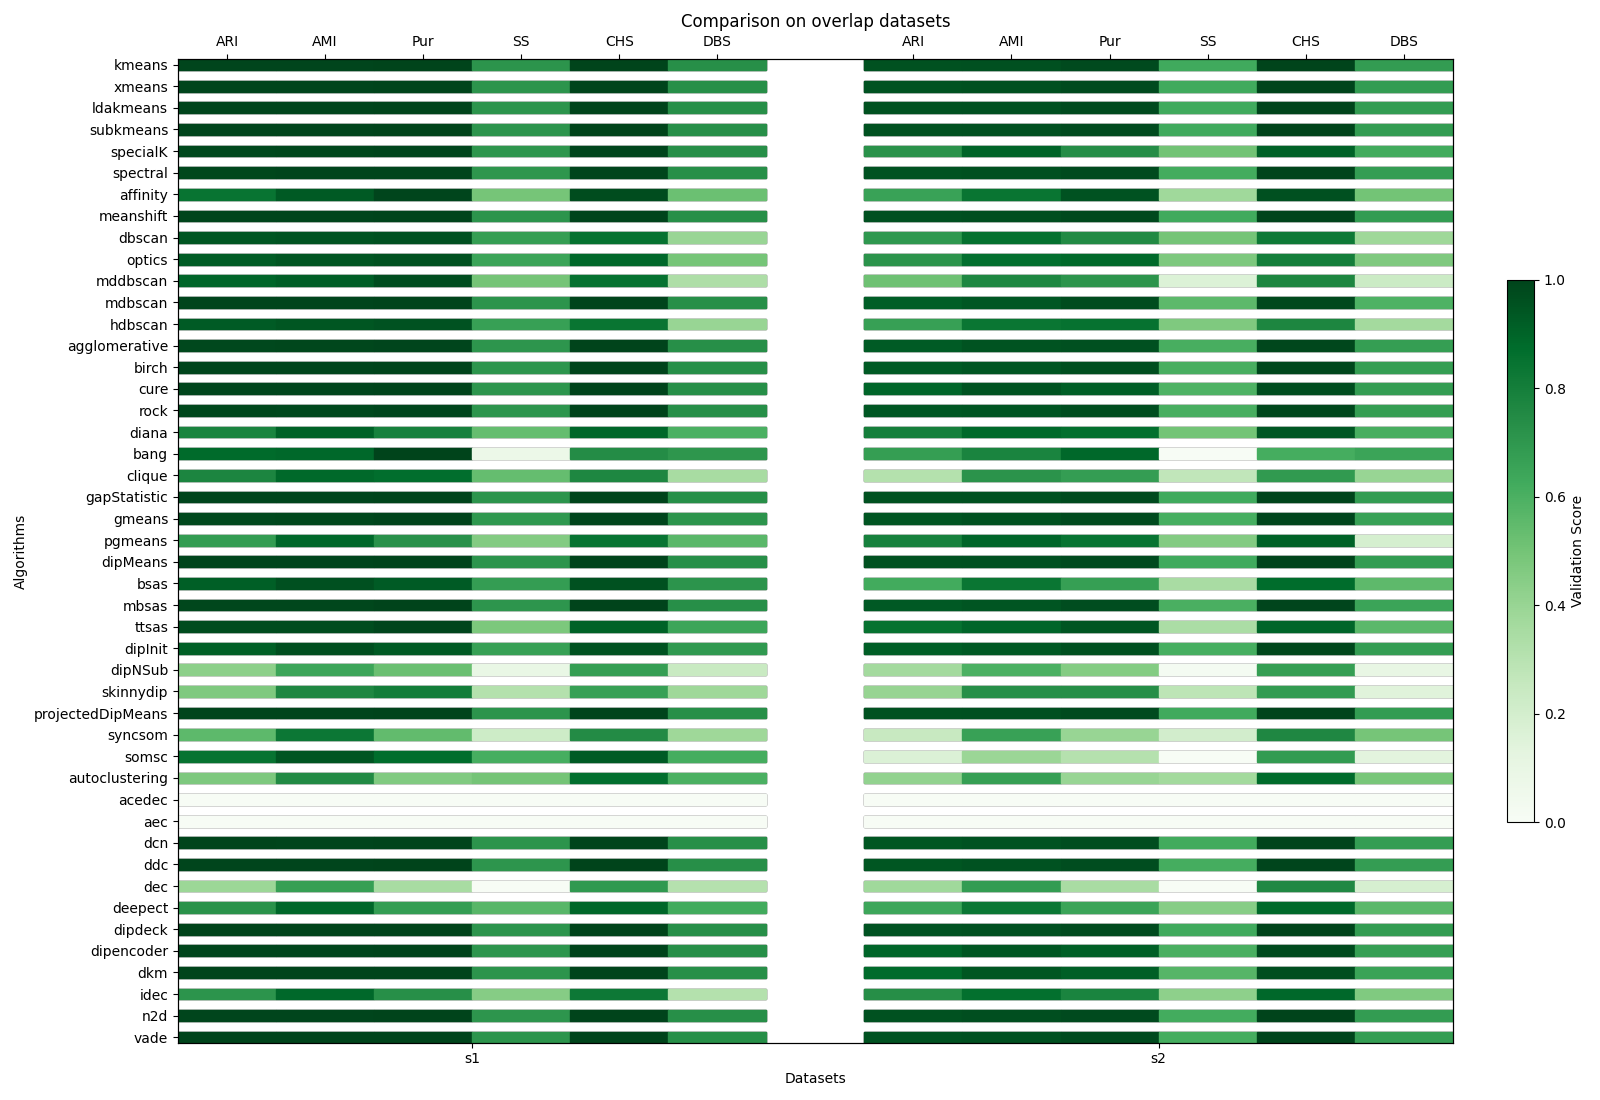 Comparison on overlap datasets
ARI AMI Pur SS CHS DBS ARI AMI Pur SS CHS DBS
kmeans
xmeans
ldakmeans
subkmeans
specialK
spectral
affinity
meanshift
dbscan
optics
mddbscan
mdbscan
hdbscan
agglomerative
birch
cure
rock
diana
bang
clique
gapStatistic
gmeans
pgmeans
dipMeans
bsas
mbsas
ttsas
dipInit
dipNSub
skinnydip
projectedDipMeans
syncsom
somsc
autoclustering
acedec
aec
dcn
ddc
dec
deepect
dipdeck
dipencoder
dkm
idec
n2d
vade
Algorithms
s1 s2
Datasets
1.0
0.8
0.6
0.4
0.2
0.0
Validation Score